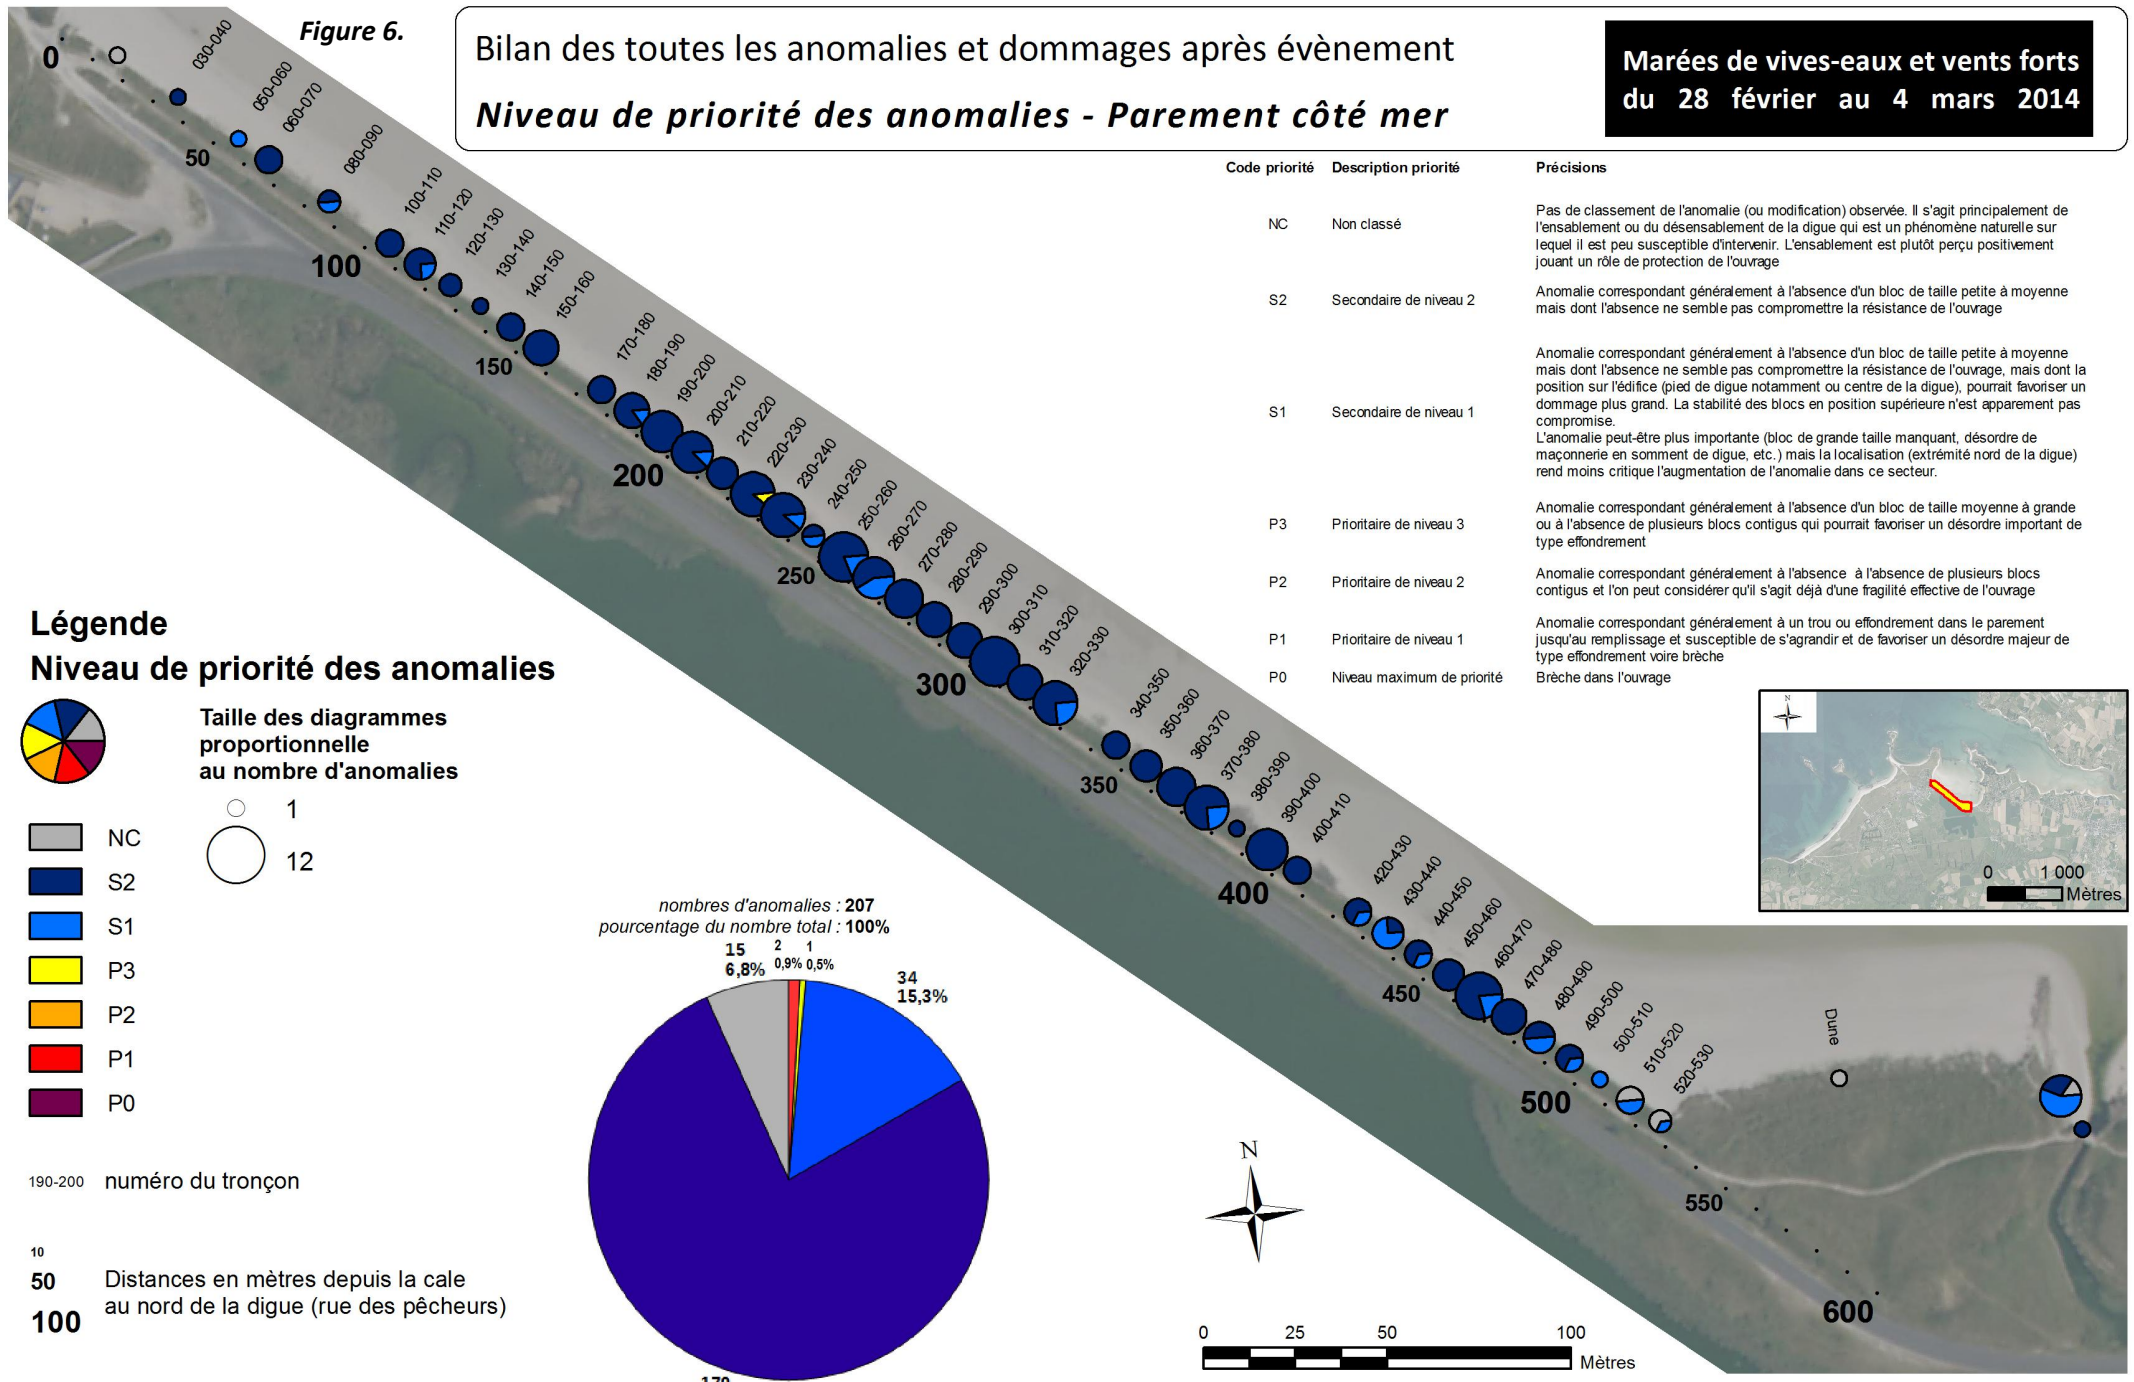 Figure 6.
Bilan des toutes les anomalies et dommages après évènement
Niveau de priorité des anomalies - Parement côté mer
Marées de vives-eaux et vents forts
du 28 février au 4 mars 2014
Code priorité Description priorité Précisions
NC Non classé
Pas de classement de l'anomalie (ou modification) observée. Il s'agit principalement de
l'ensablement ou du désensablement de la digue qui est un phénomène naturelle sur
lequel il est peu susceptible d'intervenir. L'ensablement est plutôt perçu positivement
jouant un rôle de protection de l'ouvrage
S2 Secondaire de niveau 2
Anomalie correspondant généralement à l'absence d'un bloc de taille petite à moyenne
mais dont l'absence ne semble pas compromettre la résistance de l'ouvrage
S1 Secondaire de niveau 1
Anomalie correspondant généralement à l'absence d'un bloc de taille petite à moyenne
mais dont l'absence ne semble pas compromettre la résistance de l'ouvrage, mais dont la
position sur l'édifice (pied de digue notamment ou centre de la digue), pourrait favoriser un
dommage plus grand. La stabilité des blocs en position supérieure n'est apparement pas
compromise.
L'anomalie peut-être plus importante (bloc de grande taille manquant, désordre de
maçonnerie en somment de digue, etc.) mais la localisation (extrémité nord de la digue)
rend moins critique l'augmentation de l'anomalie dans ce secteur.
P3 Prioritaire de niveau 3
Anomalie correspondant généralement à l'absence d'un bloc de taille moyenne à grande
ou à l'absence de plusieurs blocs contigus qui pourrait favoriser un désordre important de
type effondrement
P2 Prioritaire de niveau 2
Anomalie correspondant généralement à l'absence à l'absence de plusieurs blocs
contigus et l'on peut considérer qu'il s'agit déjà d'une fragilité effective de l'ouvrage
P1 Prioritaire de niveau 1
Anomalie correspondant généralement à un trou ou effondrement dans le parement
jusqu'au remplissage et susceptible de s'agrandir et de favoriser un désordre majeur de
type effondrement voire brèche
P0 Niveau maximum de priorité Brèche dans l'ouvrage
030-040
050-060
060-070
080-090
100-110
110-120
120-130
130-140
140-150
150-160
170-180
180-190
190-200
200-210
210-220
220-230
230-240
240-250
250-260
260-270
270-280
280-290
290-300
300-310
310-320
320-330
340-350
350-360
360-370
370-380
380-390
390-400
400-410
420-430
430-440
440-450
450-460
460-470
470-480
480-490
490-500
500-510
510-520
520-530
Dune
0
50
100
150
200
250
300
350
400
450
500
550
600
Légende
Niveau de priorité des anomalies
Taille des diagrammes
proportionnelle
au nombre d'anomalies
1
12
NC
S2
S1
P3
P2
P1
P0
190-200 numéro du tronçon
10
50
100
Distances en mètres depuis la cale
au nord de la digue (rue des pêcheurs)
nombres d'anomalies : 207
pourcentage du nombre total : 100%
15
6,8%
2
0,9%
1
0,5%
34
15,3%
170
N
0 25 50 100
Mètres
N
0 1 000
Mètres